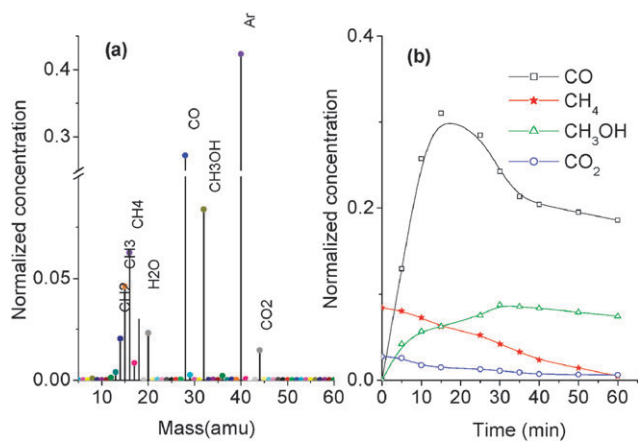 (a)
Normalized concentration
0.4
0.3
0.05
0.00
CH2
CH3
CH4
H2O
CO
CH3OH
Ar
CO2
10 20 30 40 50 60
Mass(amu)
(b)
Normalized concentration
0.4
0.2
0.0
CO
CH₄
CH₃OH
CO₂
0 10 20 30 40 50 60
Time (min)